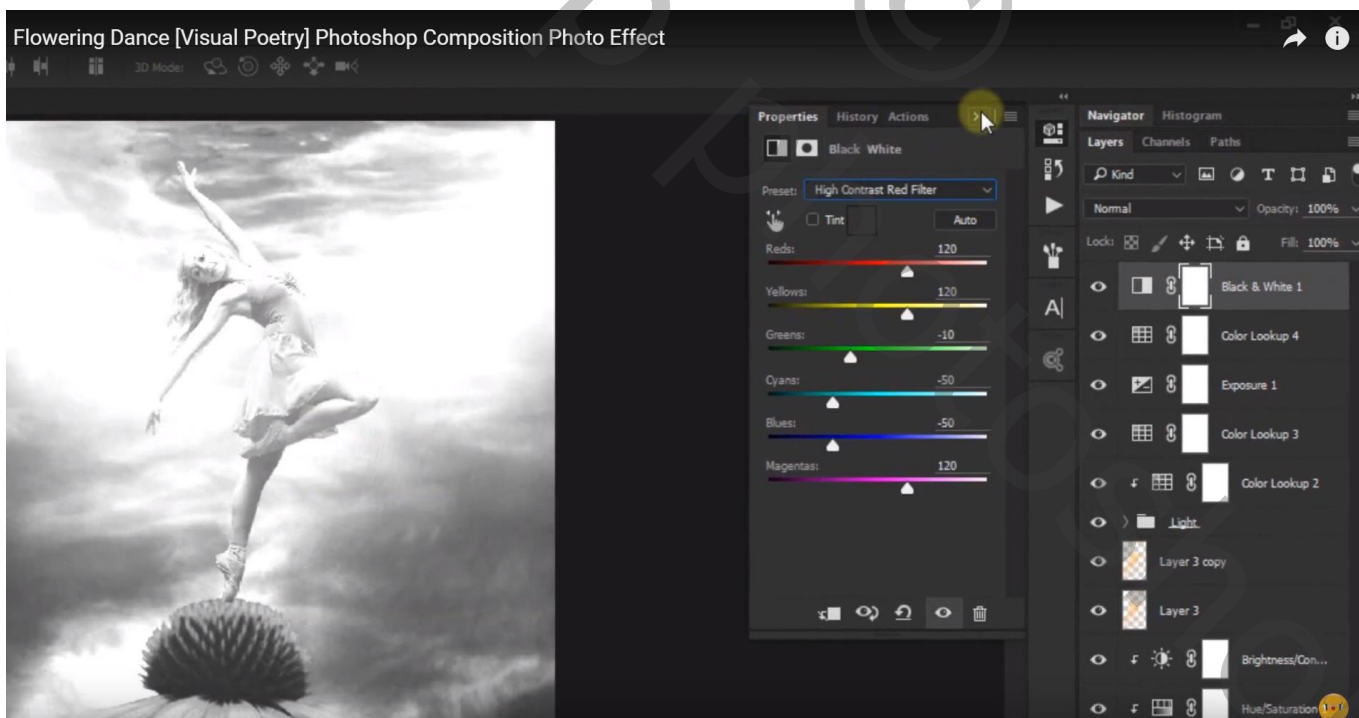 Flowering Dance [Visual Poetry] Photoshop Composition Photo Effect
3D Mode:
Properties History Actions
Black White
Preset: High Contrast Red Filter
Tint Auto
Reds: 120
Yellows: 120
Greens: -10
Cyans: -50
Blues: -50
Magentas: 120
Navigator Histogram
Layers Channels Paths
Kind
Normal Opacity: 100%
Lock: Fill: 100%
Black & White 1
Color Lookup 4
Exposure 1
Color Lookup 3
Color Lookup 2
Light
Layer 3 copy
Layer 3
Brightness/Con...
Hue/Saturation